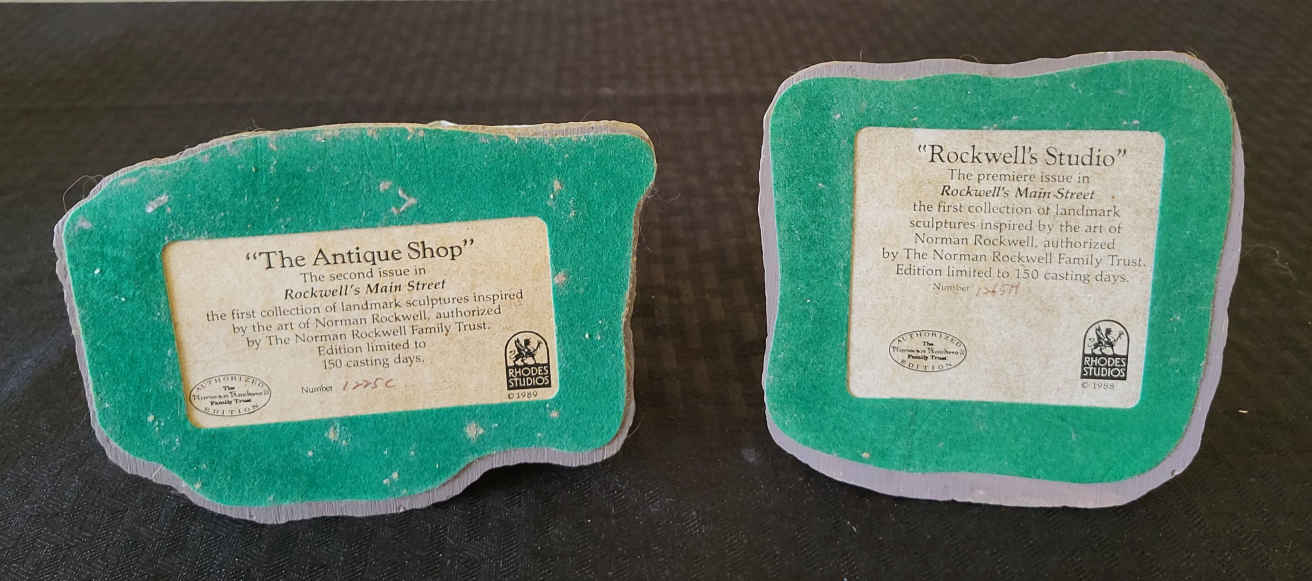 "The Antique Shop"
The second issue in
Rockwell's Main Street
the first collection of landmark sculptures inspired
by the art of Norman Rockwell, authorized
by The Norman Rockwell Family Trust.
Edition limited to
150 casting days.
Number 1225C
AUTHORIZED
The
Norman Rockwell
Family Trust
EDITION
RHODES
STUDIOS
© 1989
"Rockwell's Studio"
The premiere issue in
Rockwell's Main Street
the first collection of landmark
sculptures inspired by the art of
Norman Rockwell, authorized
by The Norman Rockwell Family Trust.
Edition limited to 150 casting days.
Number
AUTHORIZED
The
Norman Rockwell
Family Trust
EDITION
RHODES
STUDIOS
© 1988